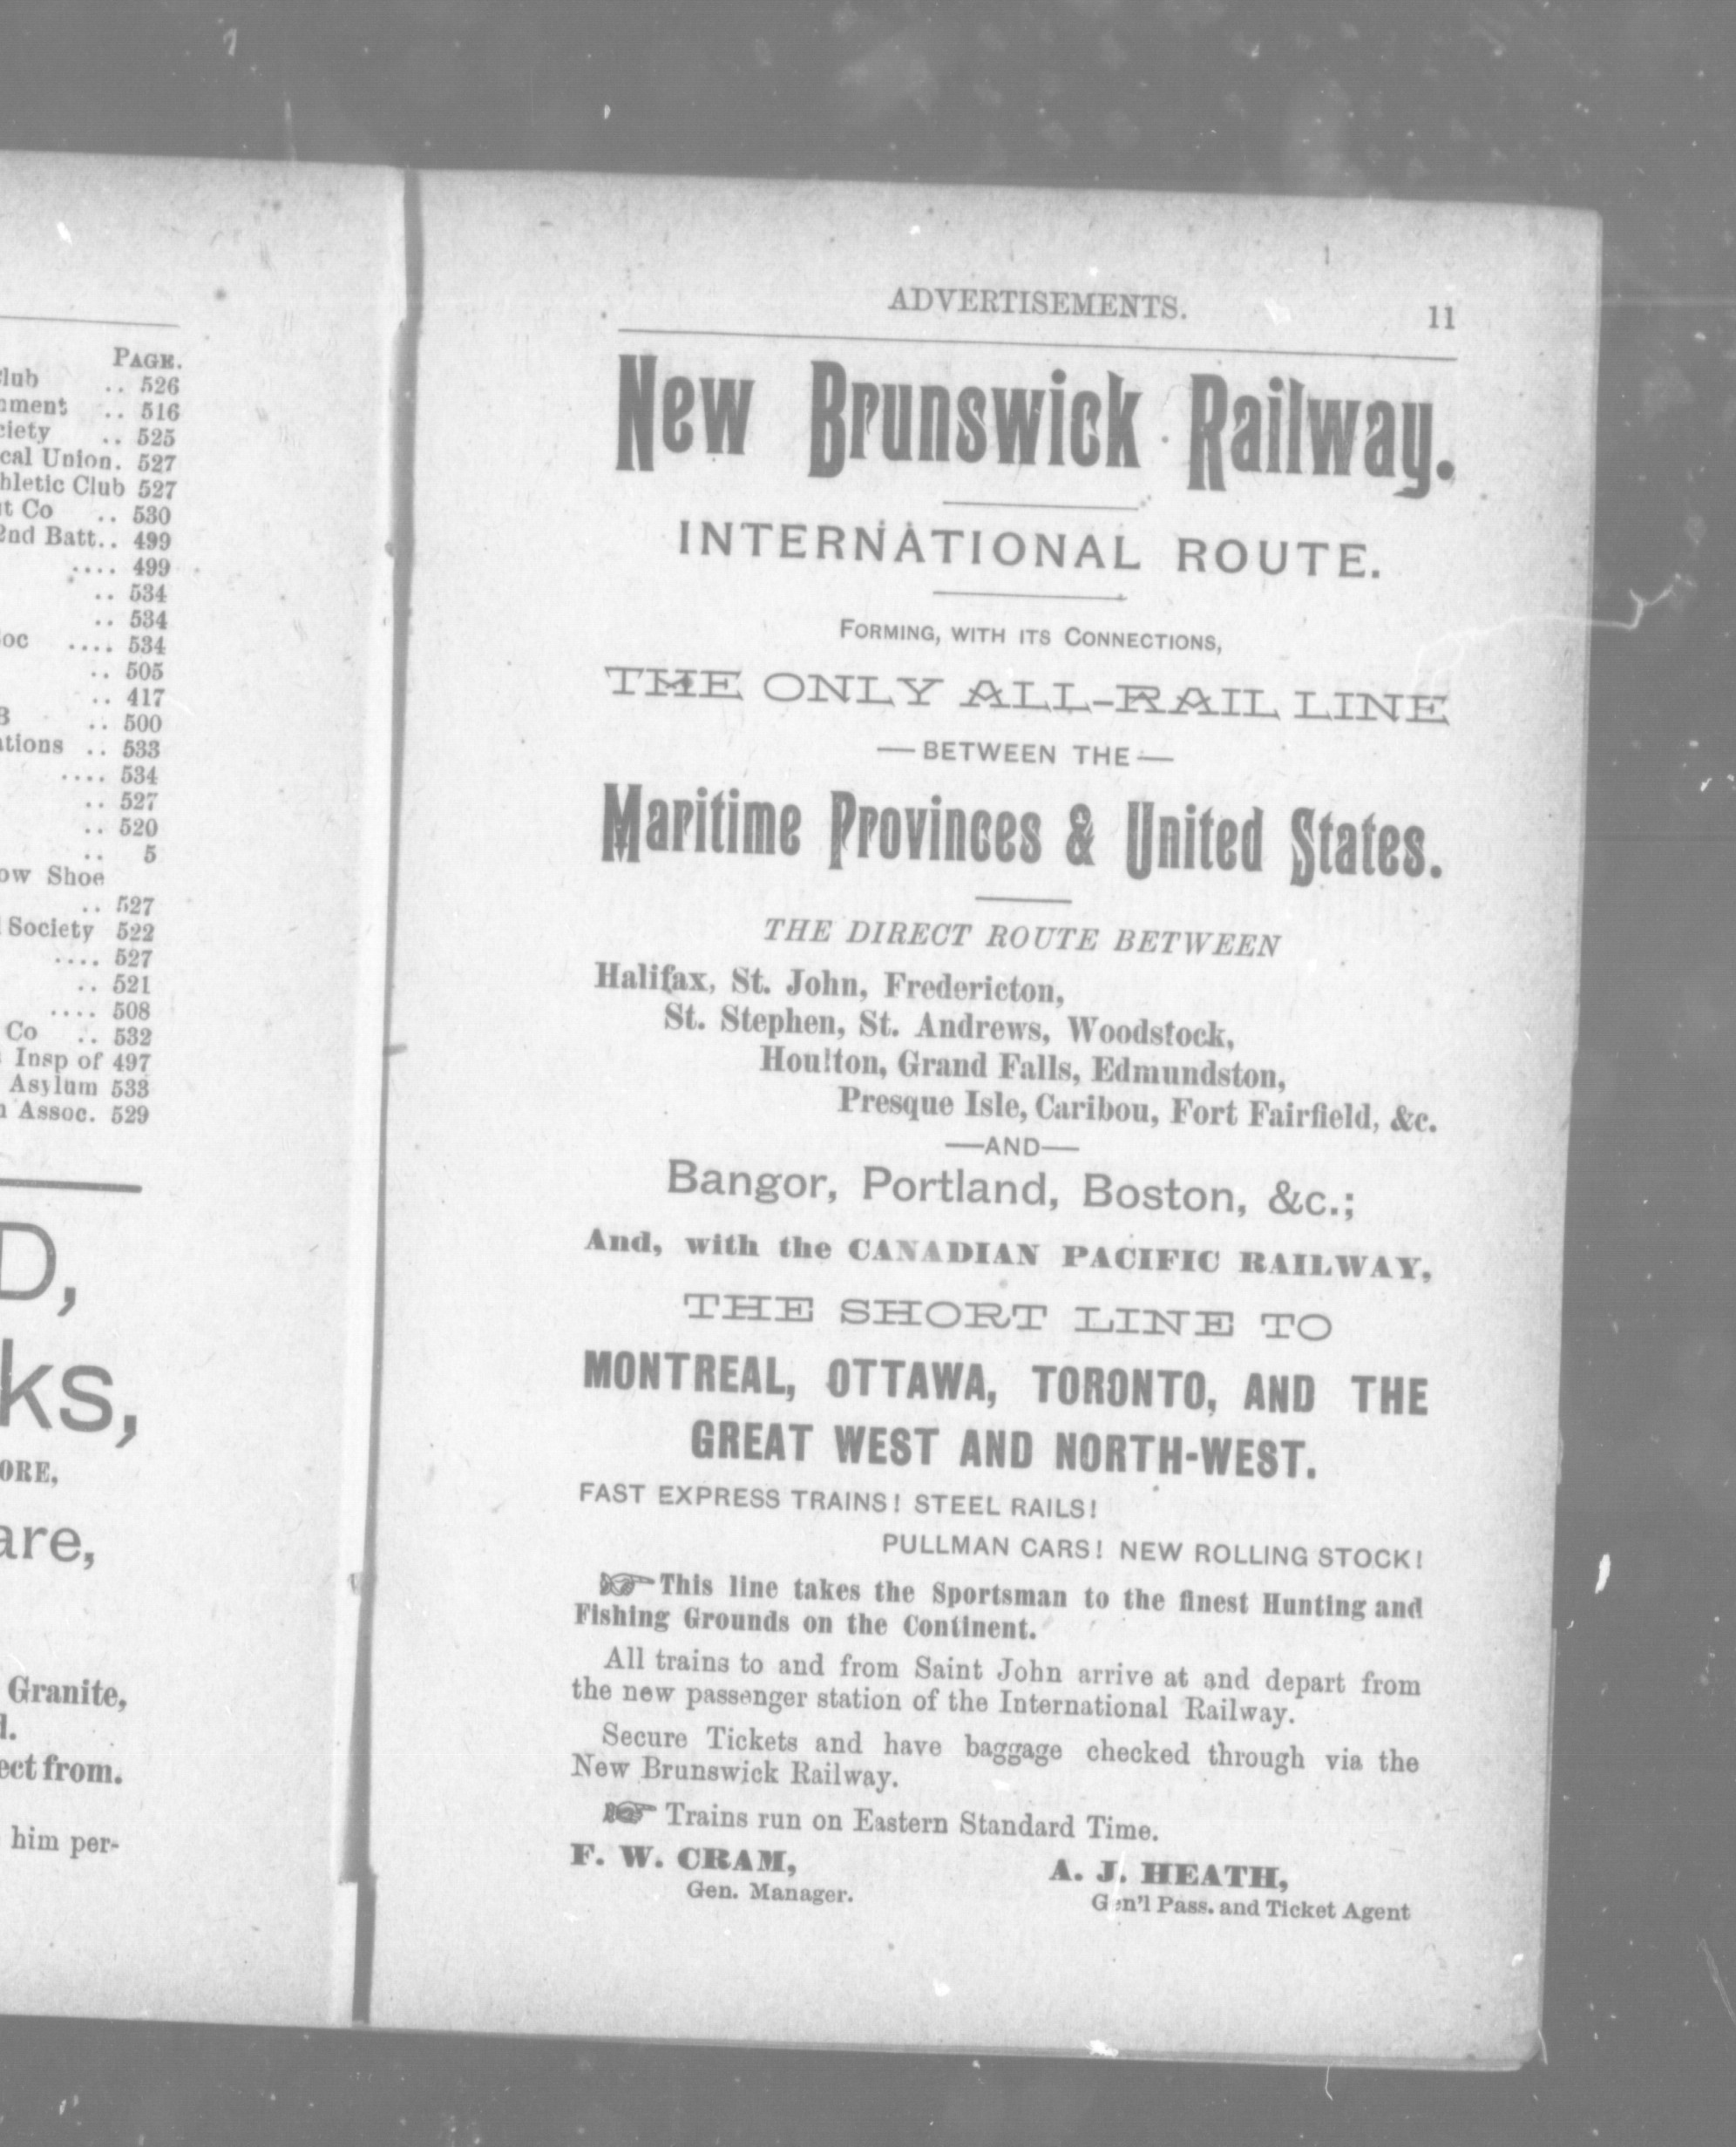 PAGE.
lub .. 526
nment .. 516
ciety .. 525
cal Union. 527
hletic Club 527
t Co .. 530
2nd Batt.. 499
.... 499
.. 534
.. 534
oc .... 534
.. 505
.. 417
B .. 500
ations .. 533
.... 534
.. 527
.. 520
.. 5
ow Shoe
.. 527
Society 522
.... 527
.. 521
.... 508
Co .. 532
Insp of 497
Asylum 533
n Assoc. 529
D,
ks,
ORE,
are,
Granite,
d.
ect from.
him per-
ADVERTISEMENTS. 11
New Brunswick Railway.
INTERNATIONAL ROUTE.
FORMING, WITH ITS CONNECTIONS,
THE ONLY ALL-RAIL LINE
— BETWEEN THE —
Maritime Provinces & United States.
THE DIRECT ROUTE BETWEEN
Halifax, St. John, Fredericton,
St. Stephen, St. Andrews, Woodstock,
Houlton, Grand Falls, Edmundston,
Presque Isle, Caribou, Fort Fairfield, &c.
—AND—
Bangor, Portland, Boston, &c.;
And, with the CANADIAN PACIFIC RAILWAY,
THE SHORT LINE TO
MONTREAL, OTTAWA, TORONTO, AND THE
GREAT WEST AND NORTH-WEST.
FAST EXPRESS TRAINS! STEEL RAILS!
PULLMAN CARS! NEW ROLLING STOCK!
☞ This line takes the Sportsman to the finest Hunting and
Fishing Grounds on the Continent.
All trains to and from Saint John arrive at and depart from
the new passenger station of the International Railway.
Secure Tickets and have baggage checked through via the
New Brunswick Railway.
☞ Trains run on Eastern Standard Time.
F. W. CRAM, A. J. HEATH,
Gen. Manager. Gen'l Pass. and Ticket Agent